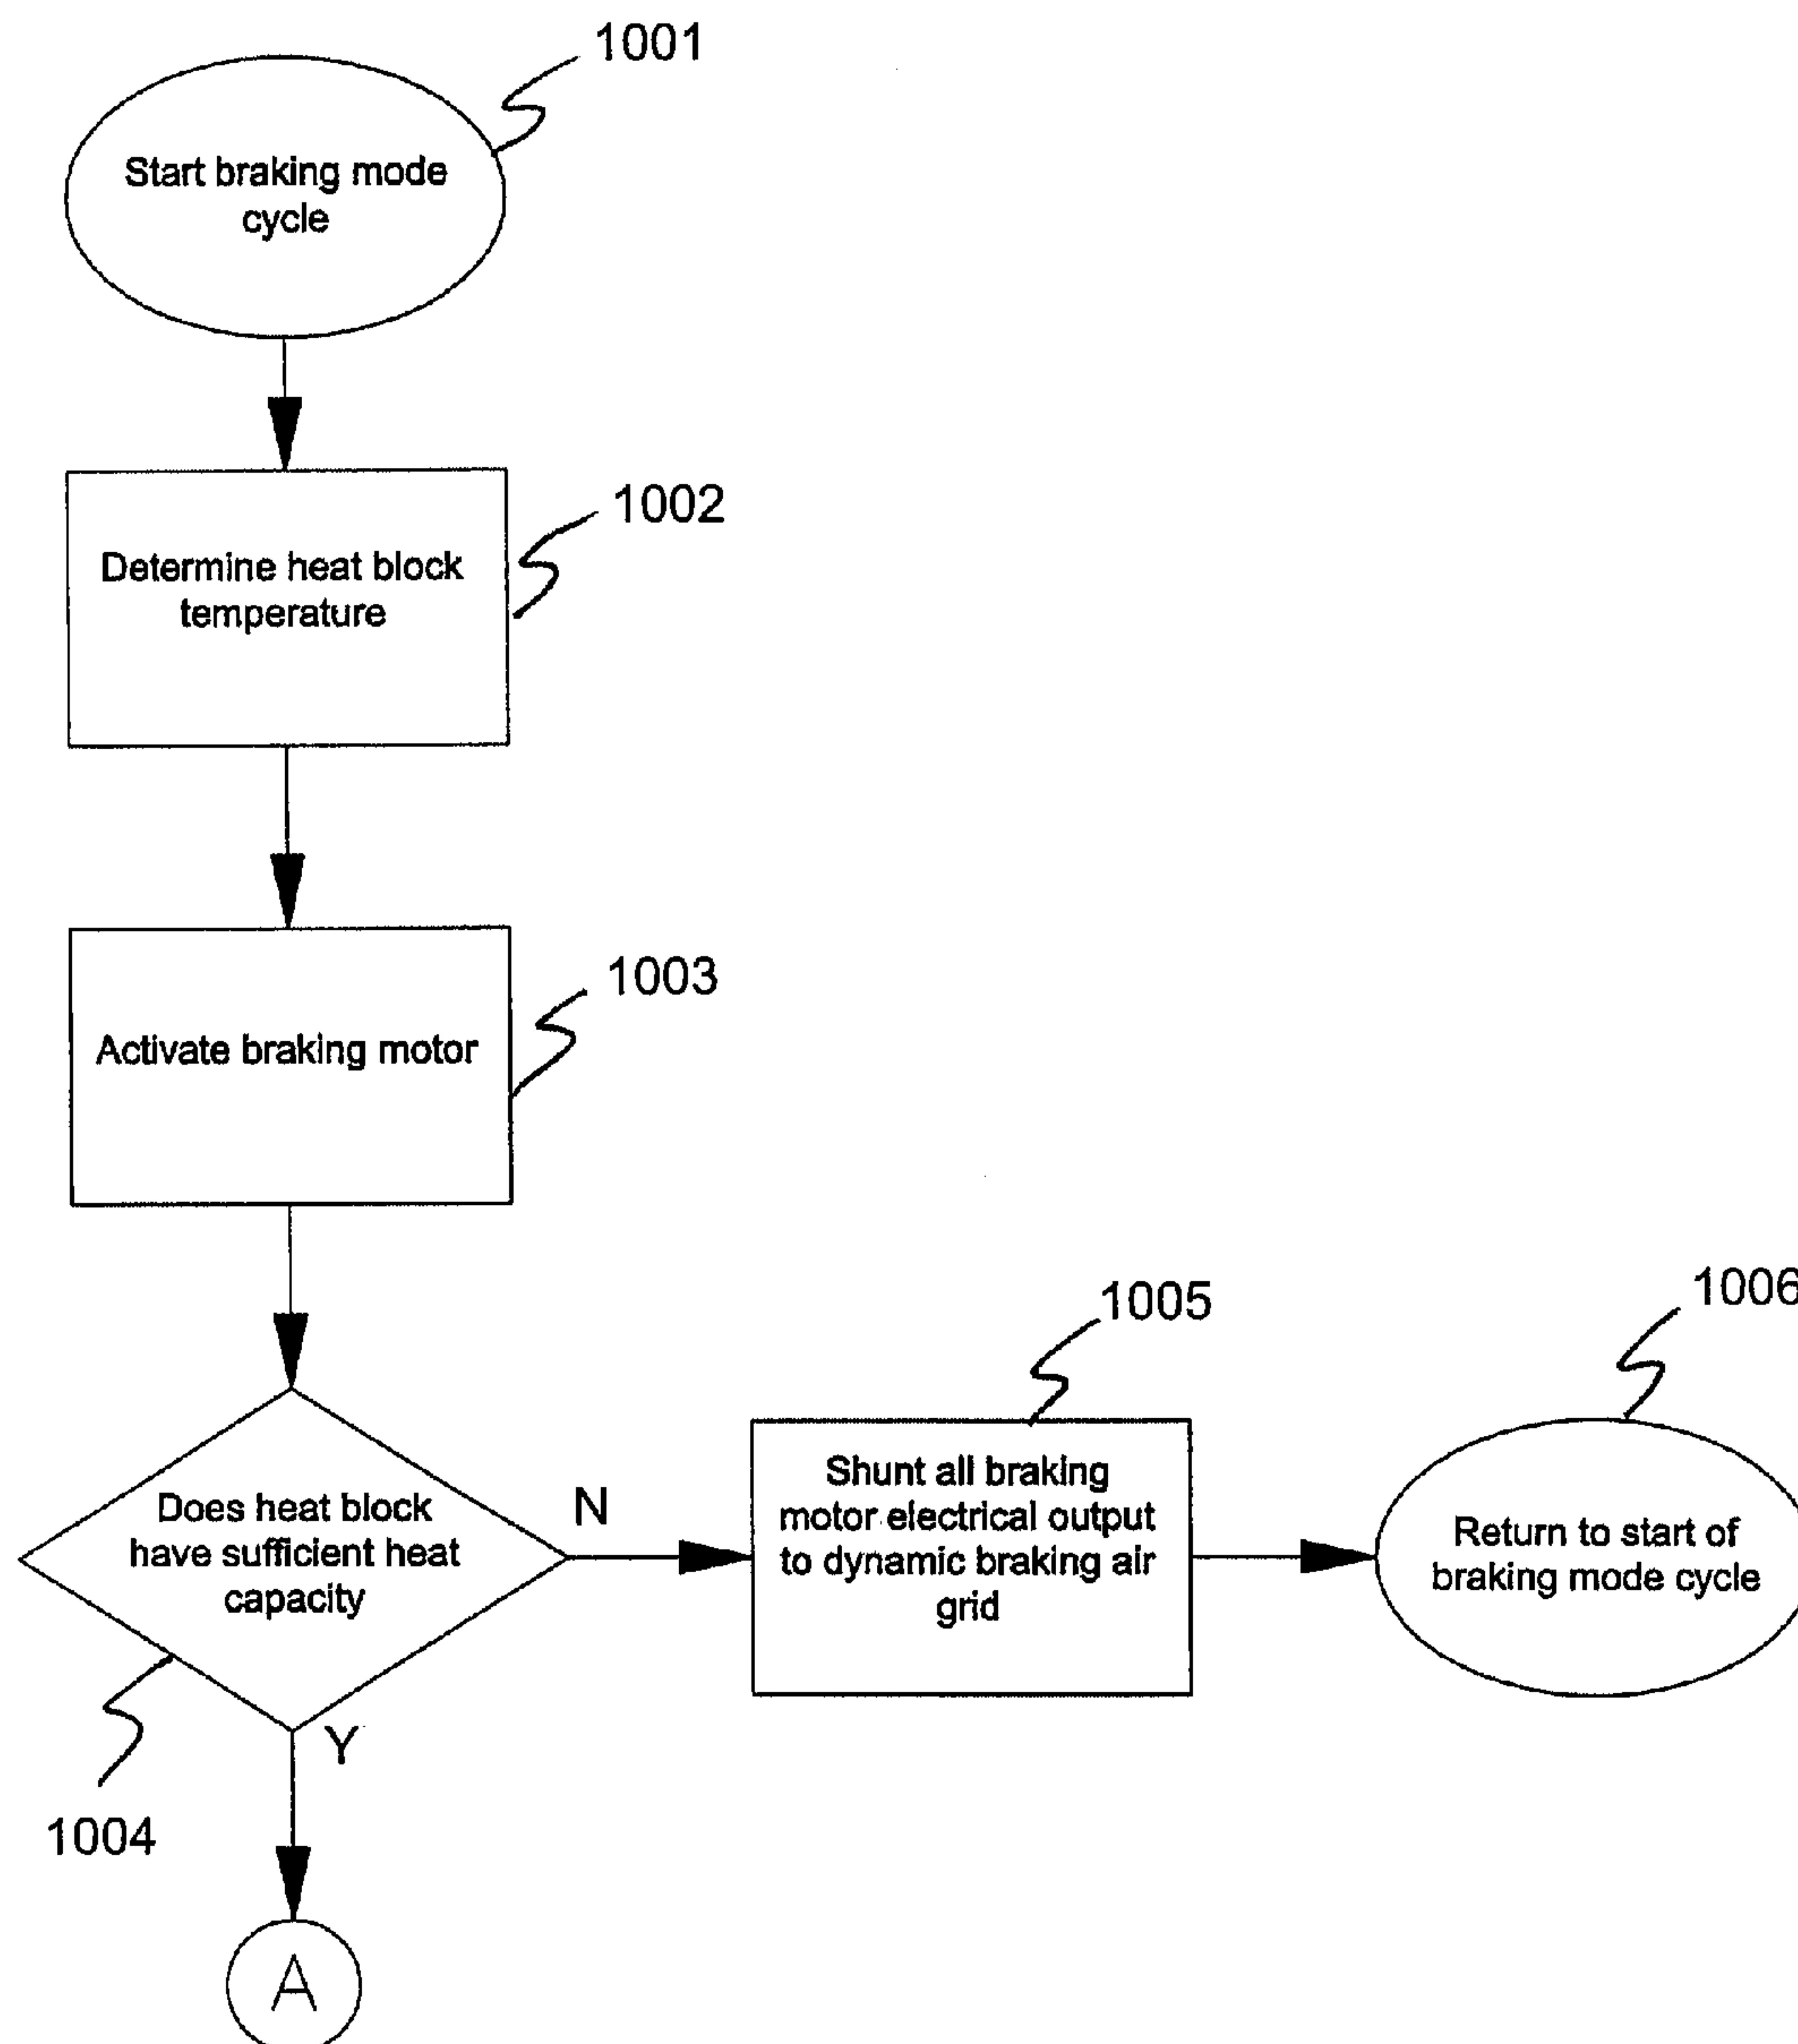 1001
Start braking mode
cycle
1002
Determine heat block
temperature
1003
Activate braking motor
1004
Does heat block
have sufficient heat
capacity
N
Y
1005
Shunt all braking
motor electrical output
to dynamic braking air
grid
1006
Return to start of
braking mode cycle
A